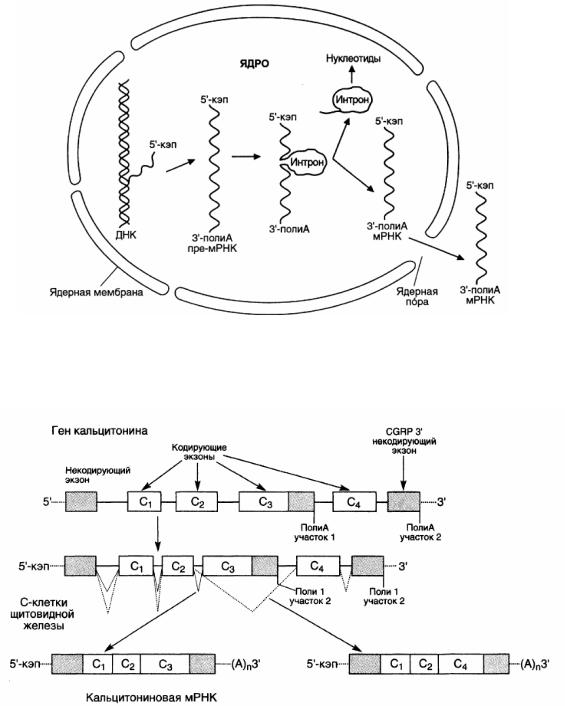 ЯДРО
Нуклеотиды
Интрон
5'-кэп
5'-кэп
5'-кэп
5'-кэп
Интрон
5'-кэп
ДНК
3'-полиА
пре-мРНК
3'-полиА
3'-полиА
мРНК
Ядерная мембрана
Ядерная
пора
3'-полиА
мРНК
Ген кальцитонина
Кодирующие
экзоны
CGRP 3'
некодирующий
экзон
Некодирующий
экзон
5' C1 C2 C3 C4 3'
ПолиА
участок 1
ПолиА
участок 2
5'-кэп C1 C2 C3 C4 3'
Поли 1
участок 2
Поли 1
участок 2
С-клетки
щитовидной
железы
5'-кэп C1 C2 C3 (A)n3'
5'-кэп C1 C2 C4 (A)n3'
Кальцитониновая мРНК